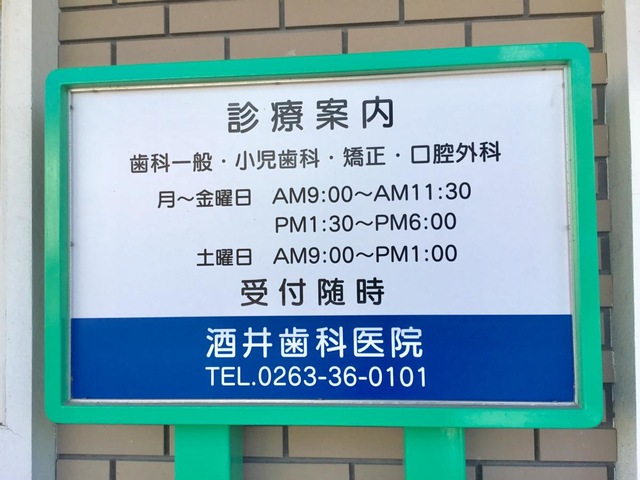 診療案内
歯科一般・小児歯科・矯正・口腔外科
月～金曜日 AM9:00～AM11:30
PM1:30～PM6:00
土曜日 AM9:00～PM1:00
受付随時
酒井歯科医院
TEL.0263-36-0101